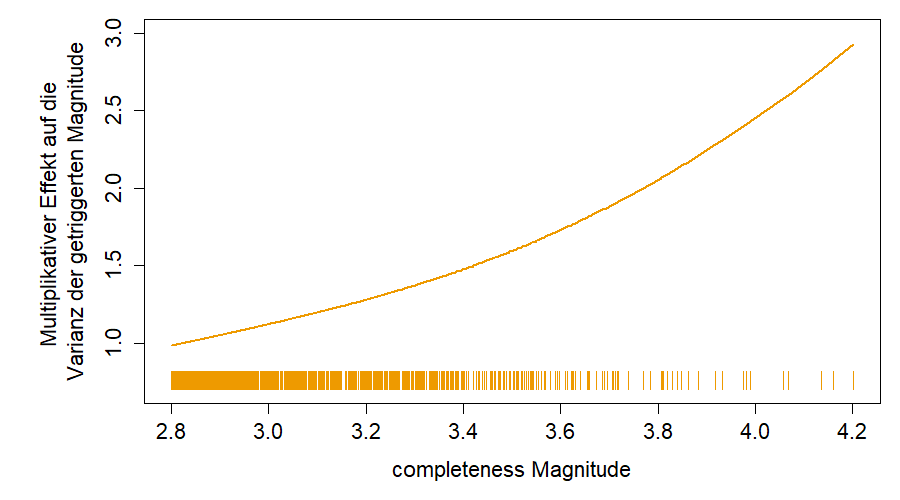 Multiplikativer Effekt auf die
Varianz der getriggerten Magnitude
3.0
2.5
2.0
1.5
1.0
2.8 3.0 3.2 3.4 3.6 3.8 4.0 4.2
completeness Magnitude